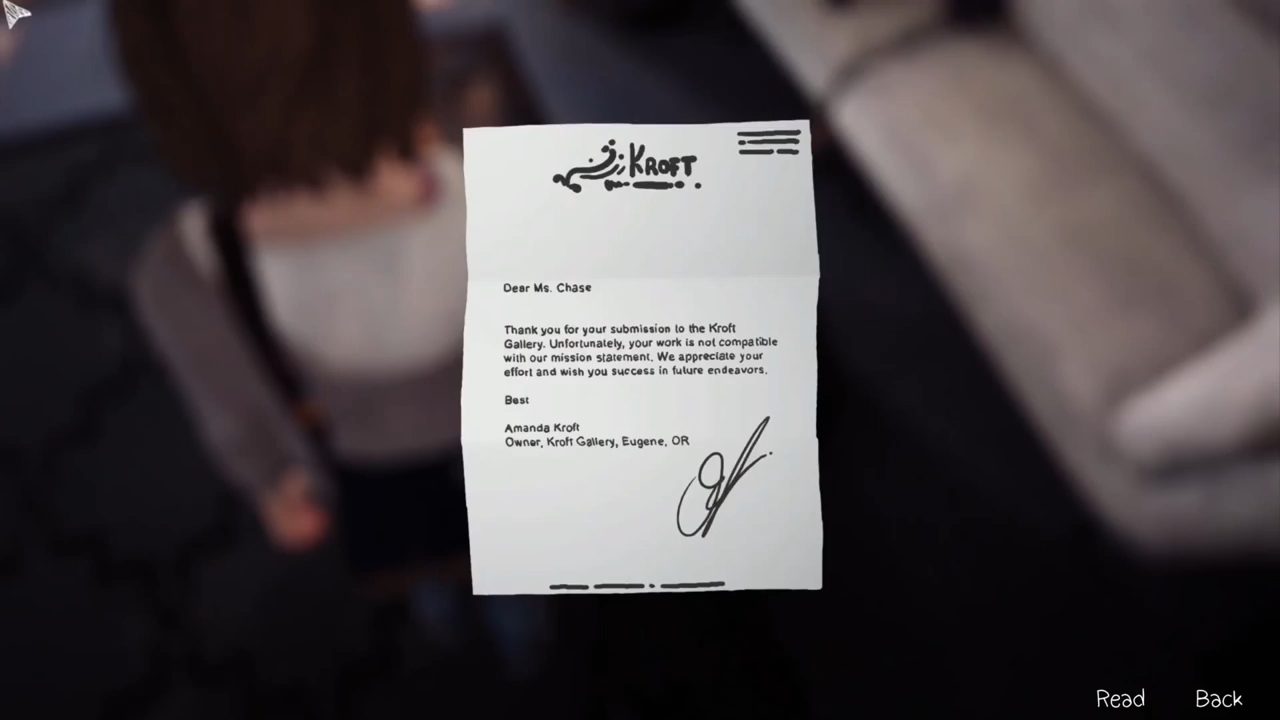 KROFT
Dear Ms. Chase
Thank you for your submission to the Kroft
Gallery. Unfortunately, your work is not compatible
with our mission statement. We appreciate your
effort and wish you success in future endeavors.
Best
Amanda Kroft
Owner, Kroft Gallery, Eugene, OR
Read
Back